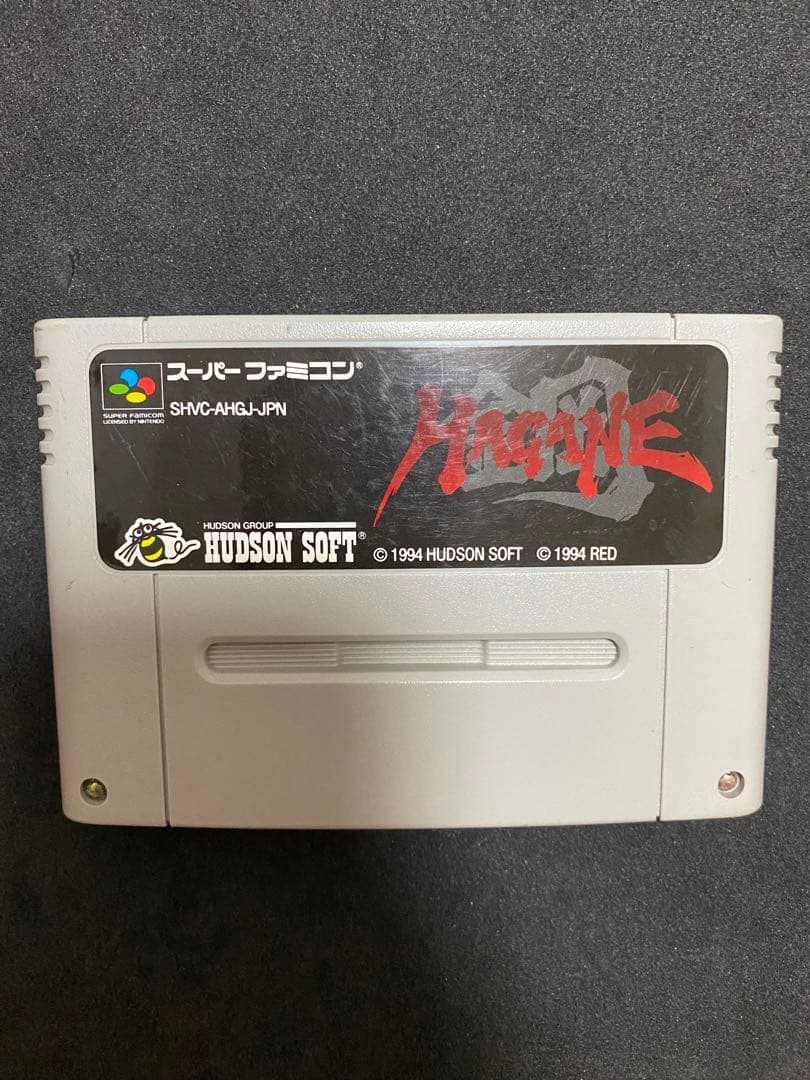 スーパーファミコン®
SUPER FAMICOM
LICENSED BY NINTENDO
SHVC-AHGJ-JPN
鋼
HAGANE
HUDSON GROUP
HUDSON SOFT®
© 1994 HUDSON SOFT © 1994 RED